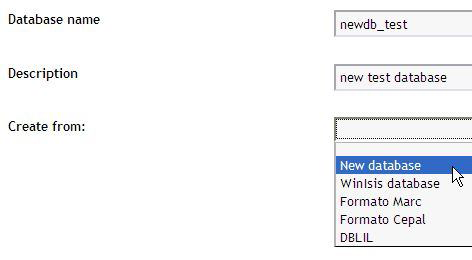 Database name
newdb_test
Description
new test database
Create from:
New database
WinIsis database
Formato Marc
Formato Cepal
DBLIL